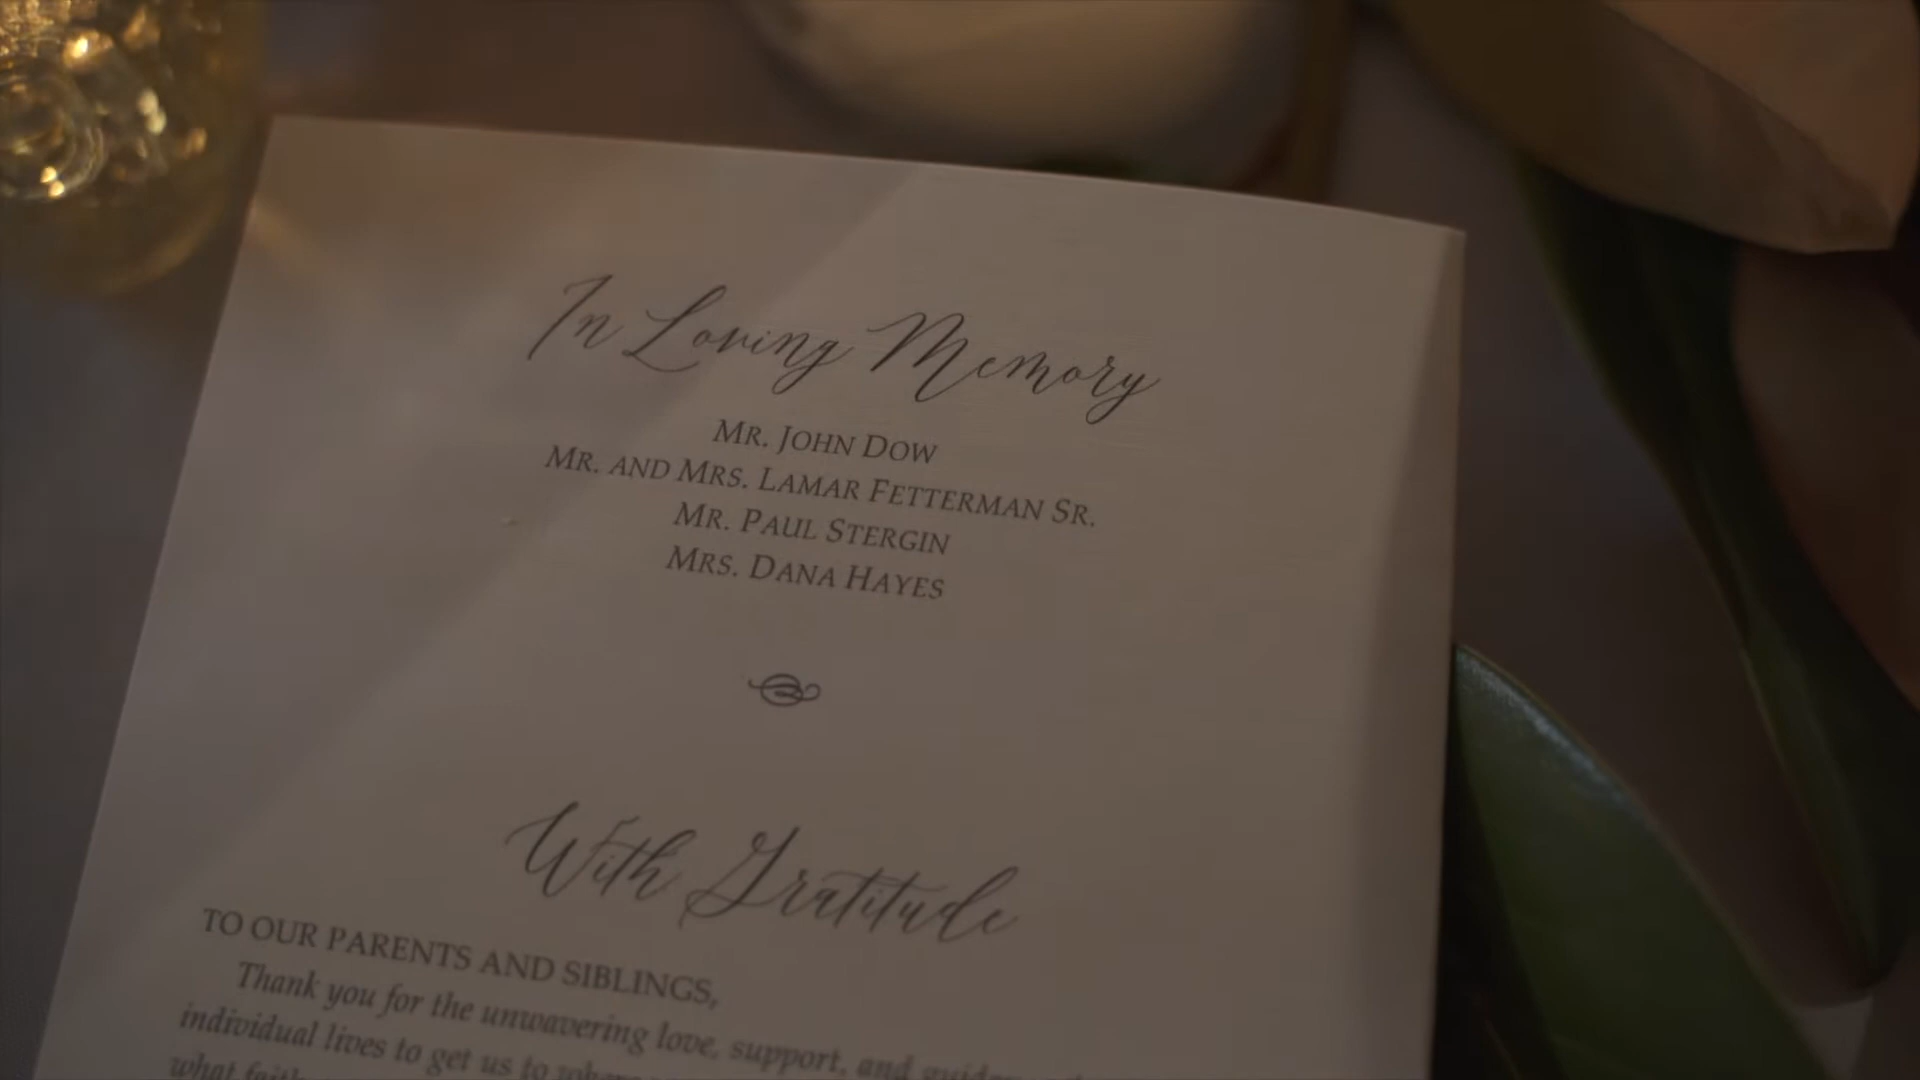 In Loving Memory
MR. JOHN DOW
MR. AND MRS. LAMAR FETTERMAN SR.
MR. PAUL STERGIN
MRS. DANA HAYES
With Gratitude
TO OUR PARENTS AND SIBLINGS,
Thank you for the unwavering love, support, and
individual lives to get us to
what